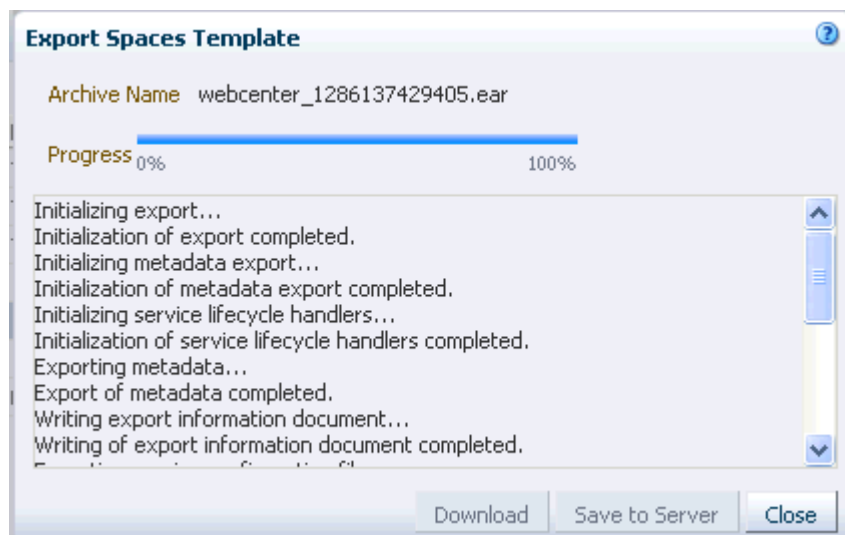 Export Spaces Template
Archive Name webcenter_1286137429405.ear
Progress 0% 100%
Initializing export...
Initialization of export completed.
Initializing metadata export...
Initialization of metadata export completed.
Initializing service lifecycle handlers...
Initialization of service lifecycle handlers completed.
Exporting metadata...
Export of metadata completed.
Writing export information document...
Writing of export information document completed.
Download Save to Server Close